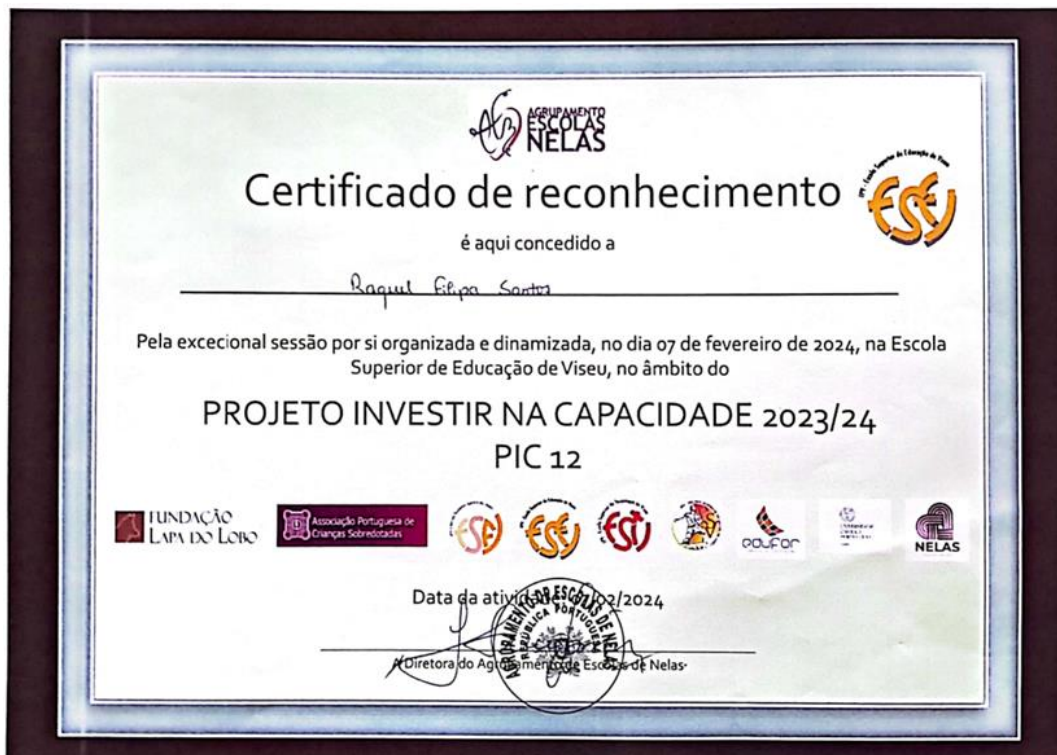 AGRUPAMENTO
ESCOLAS
NELAS
Certificado de reconhecimento
é aqui concedido a
Raquel Filipa Santos
Pela excecional sessão por si organizada e dinamizada, no dia 07 de fevereiro de 2024, na Escola
Superior de Educação de Viseu, no âmbito do
PROJETO INVESTIR NA CAPACIDADE 2023/24
PIC 12
FUNDAÇÃO
LAPA DO LOBO
Associação Portuguesa de
Crianças Sobredotadas
edufor
NELAS
Data da 02/2024
AGRUPAMENTO DE ESCOLAS DE NELAS
REPÚBLICA PORTUGUESA
A Diretora do Agrupamento de Escolas de Nelas